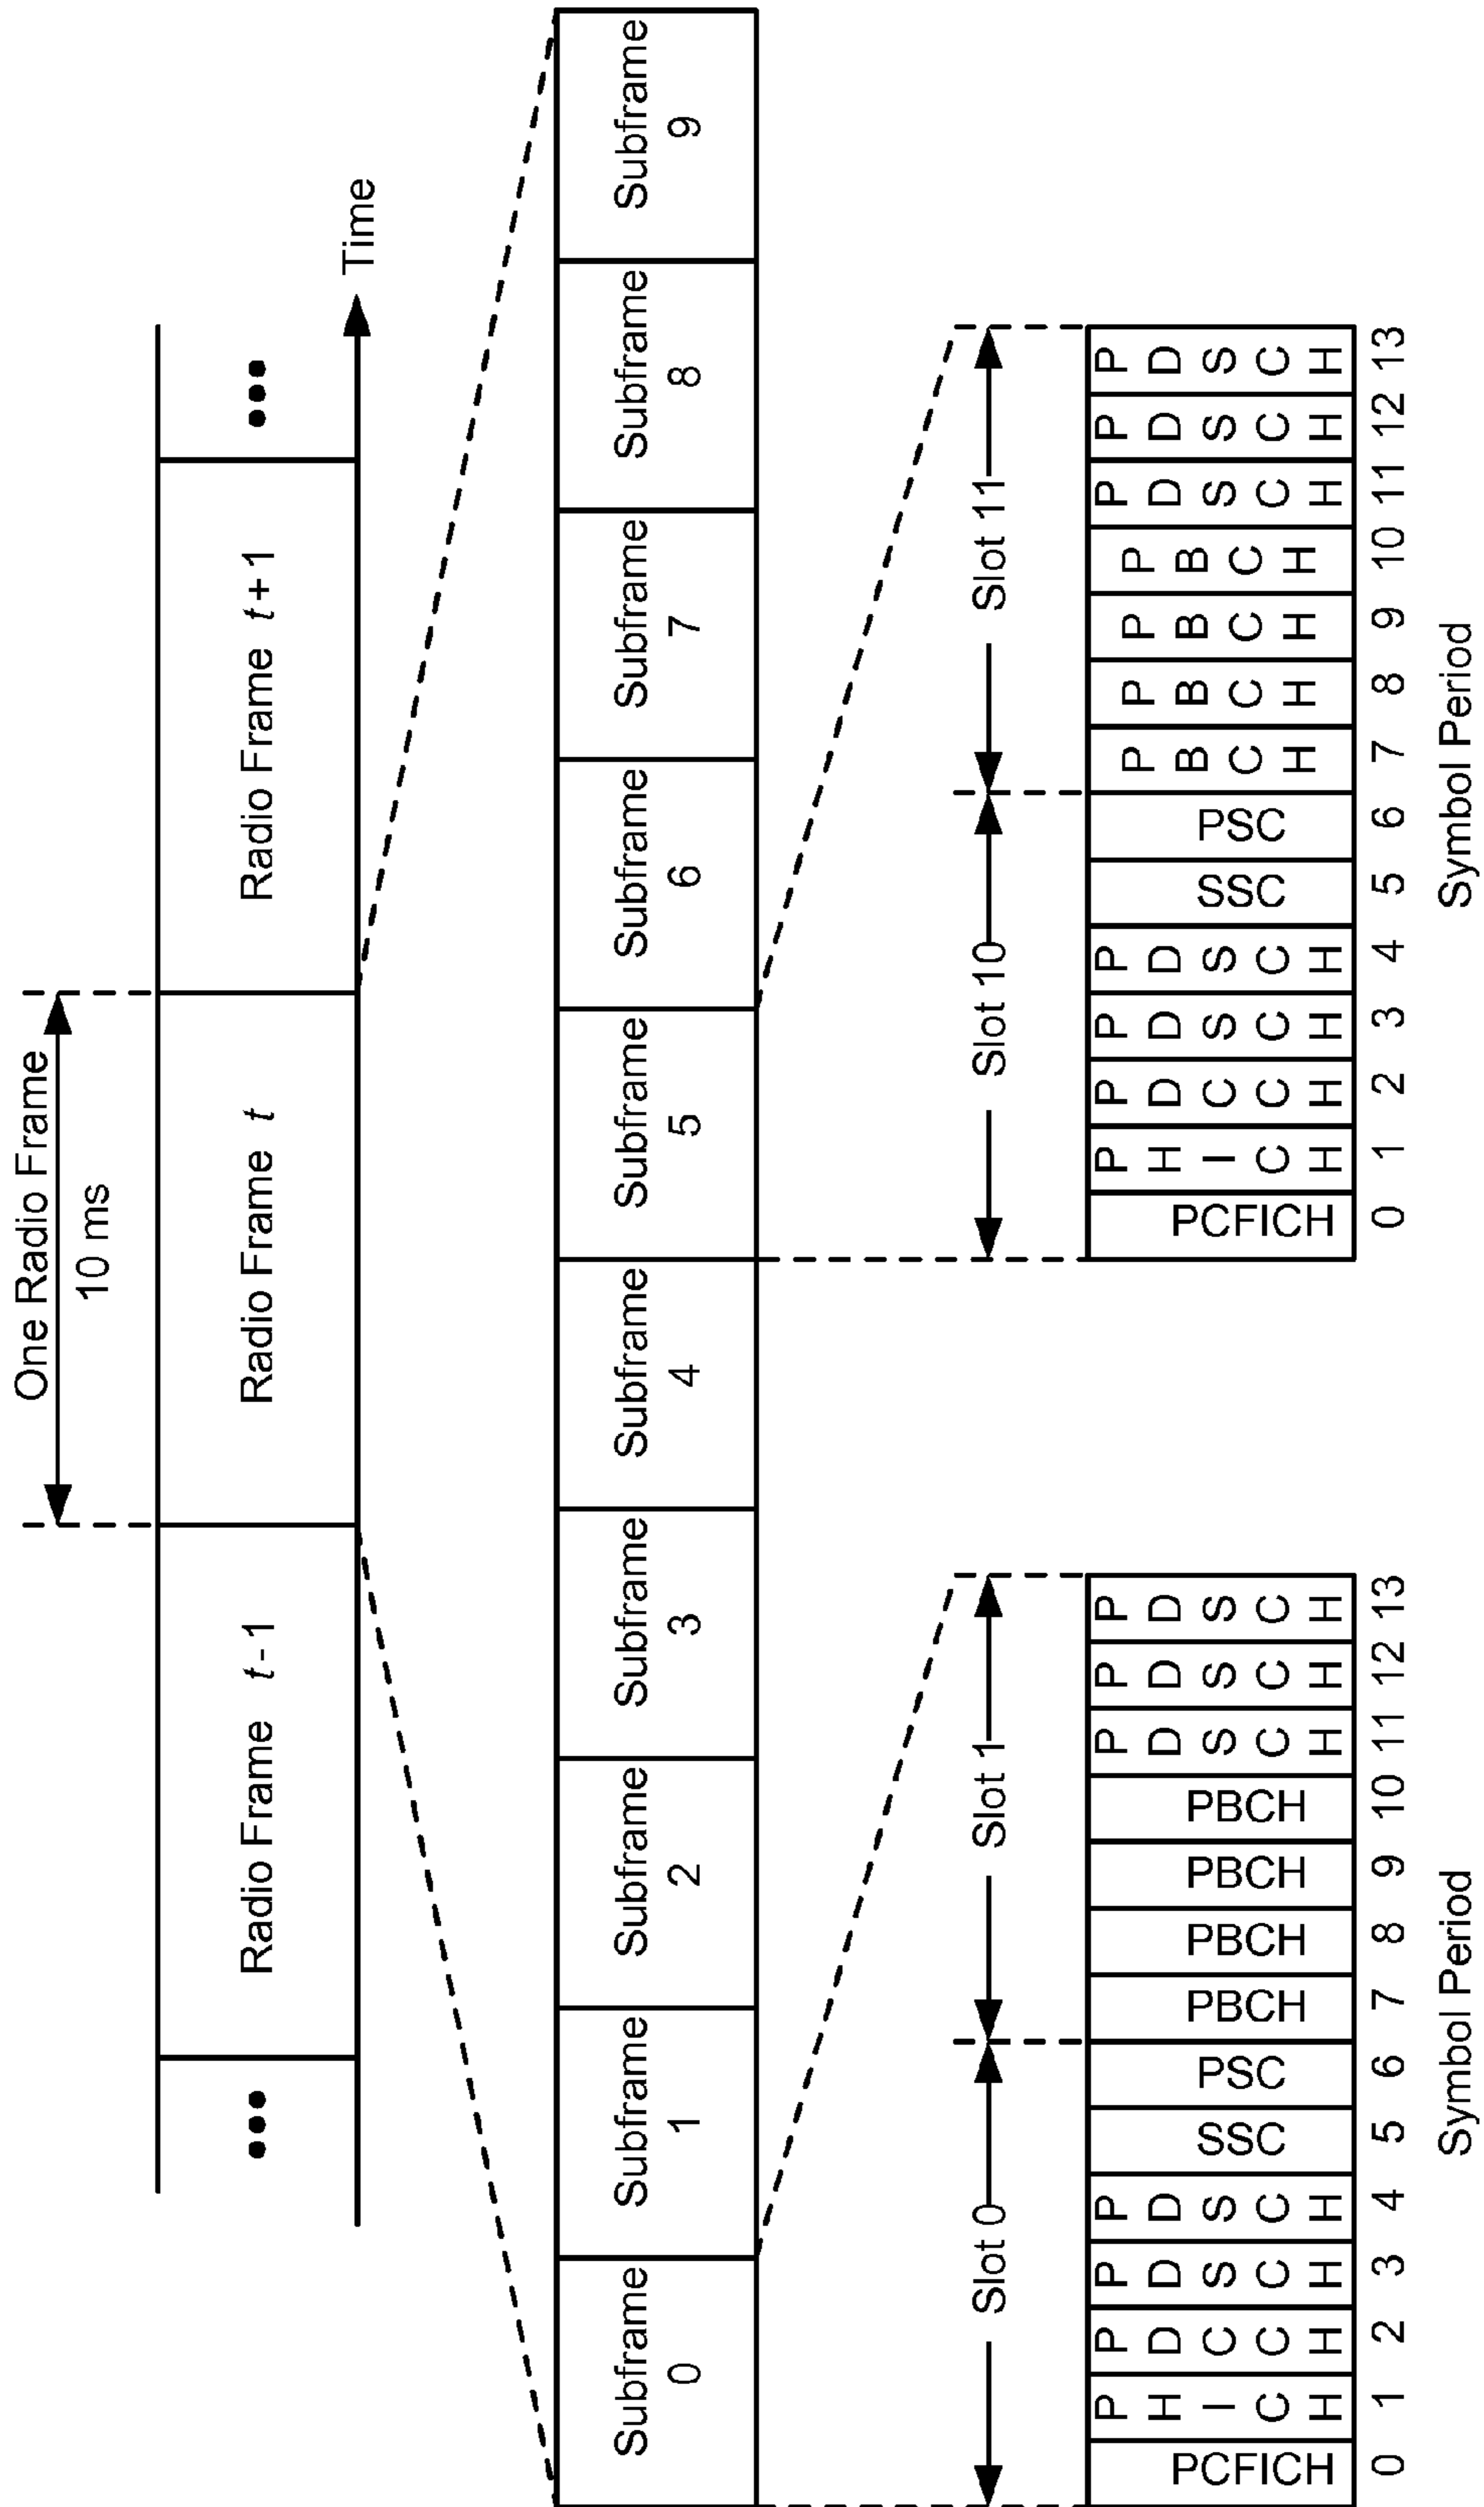 One Radio Frame
10 ms
••• Radio Frame t-1 Radio Frame t Radio Frame t+1 •••
Time
Subframe 0 Subframe 1 Subframe 2 Subframe 3 Subframe 4 Subframe 5 Subframe 6 Subframe 7 Subframe 8 Subframe 9
Slot 0 Slot 1
PCFICH PHICH PDCCH PDSCH PDSCH SSC PSC PBCH PBCH PBCH PBCH PDSCH PDSCH PDSCH
0 1 2 3 4 5 6 7 8 9 10 11 12 13
Symbol Period
Slot 10 Slot 11
PCFICH PHICH PDCCH PDSCH PDSCH SSC PSC PBCH PBCH PBCH PBCH PDSCH PDSCH PDSCH
0 1 2 3 4 5 6 7 8 9 10 11 12 13
Symbol Period